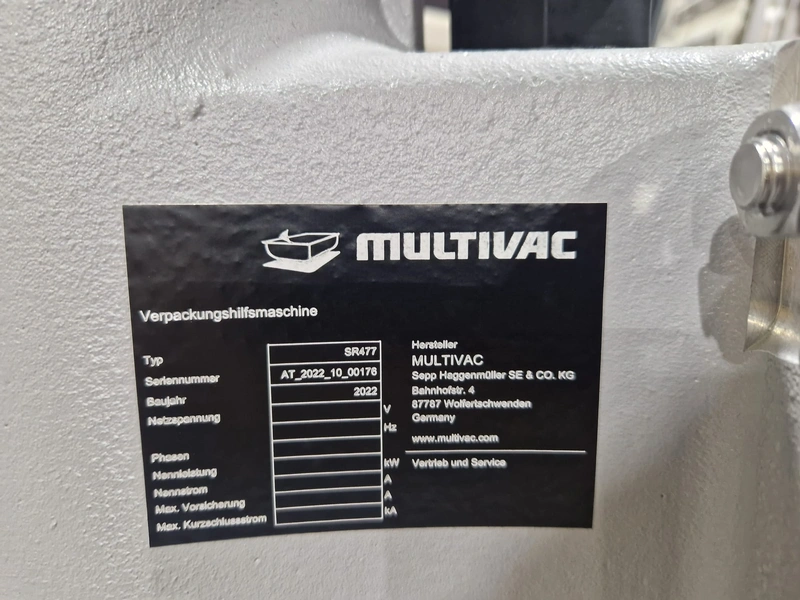 MULTIVAC
Verpackungshilfsmaschine
Typ SR477
Seriennummer AT_2022_10_00176
Baujahr 2022
Netzspannung V
Hz
Phasen
Nennleistung kW
Nennstrom A
Max. Vorsicherung A
Max. Kurzschlussstrom kA
Hersteller
MULTIVAC
Sepp Haggenmüller SE & CO. KG
Bahnhofstr. 4
87787 Wolfertschwenden
Germany
www.multivac.com
Vertrieb und Service